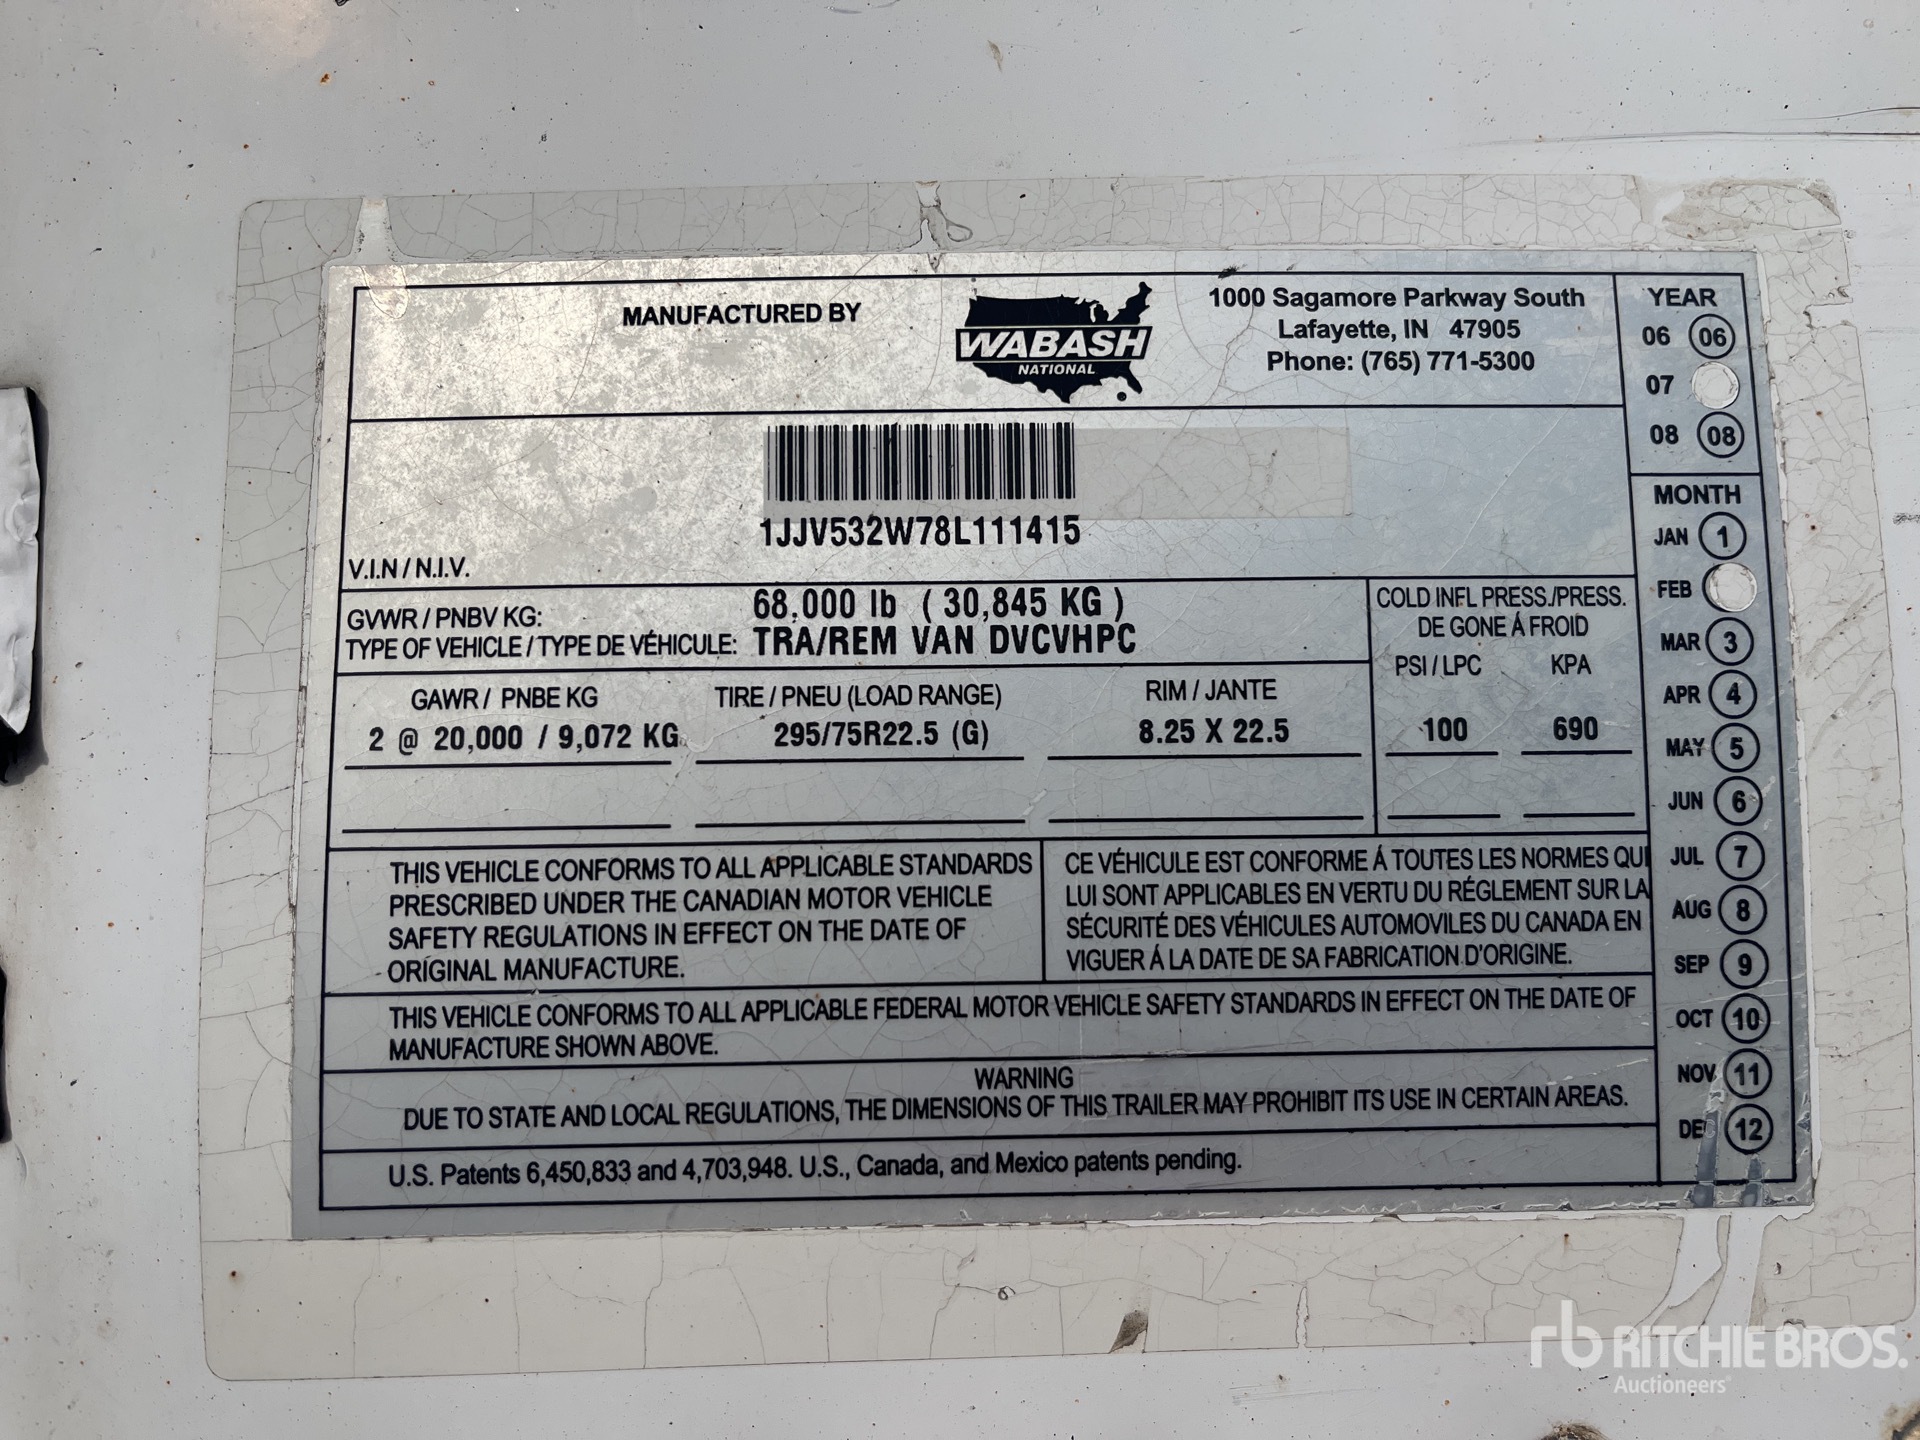 MANUFACTURED BY
WABASH
NATIONAL
1000 Sagamore Parkway South
Lafayette, IN 47905
Phone: (765) 771-5300
YEAR
06 06
07
08 08
1JJV532W78L111415
V.I.N / N.I.V.
MONTH
JAN 1
FEB
MAR 3
APR 4
MAY 5
JUN 6
JUL 7
AUG 8
SEP 9
OCT 10
NOV 11
DEC 12
GVWR / PNBV KG: 68,000 lb ( 30,845 KG )
TYPE OF VEHICLE / TYPE DE VÉHICULE: TRA/REM VAN DVCVHPC
COLD INFL PRESS./PRESS.
DE GONE Á FROID
PSI / LPC KPA
GAWR / PNBE KG TIRE / PNEU (LOAD RANGE) RIM / JANTE
2 @ 20,000 / 9,072 KG 295/75R22.5 (G) 8.25 X 22.5 100 690
THIS VEHICLE CONFORMS TO ALL APPLICABLE STANDARDS
PRESCRIBED UNDER THE CANADIAN MOTOR VEHICLE
SAFETY REGULATIONS IN EFFECT ON THE DATE OF
ORIGINAL MANUFACTURE.
CE VÉHICULE EST CONFORME Á TOUTES LES NORMES QUI
LUI SONT APPLICABLES EN VERTU DU RÉGLEMENT SUR LA
SÉCURITÉ DES VÉHICULES AUTOMOVILES DU CANADA EN
VIGUER Á LA DATE DE SA FABRICATION D'ORIGINE.
THIS VEHICLE CONFORMS TO ALL APPLICABLE FEDERAL MOTOR VEHICLE SAFETY STANDARDS IN EFFECT ON THE DATE OF
MANUFACTURE SHOWN ABOVE.
WARNING
DUE TO STATE AND LOCAL REGULATIONS, THE DIMENSIONS OF THIS TRAILER MAY PROHIBIT ITS USE IN CERTAIN AREAS.
U.S. Patents 6,450,833 and 4,703,948. U.S., Canada, and Mexico patents pending.
rb RITCHIE BROS.
Auctioneers